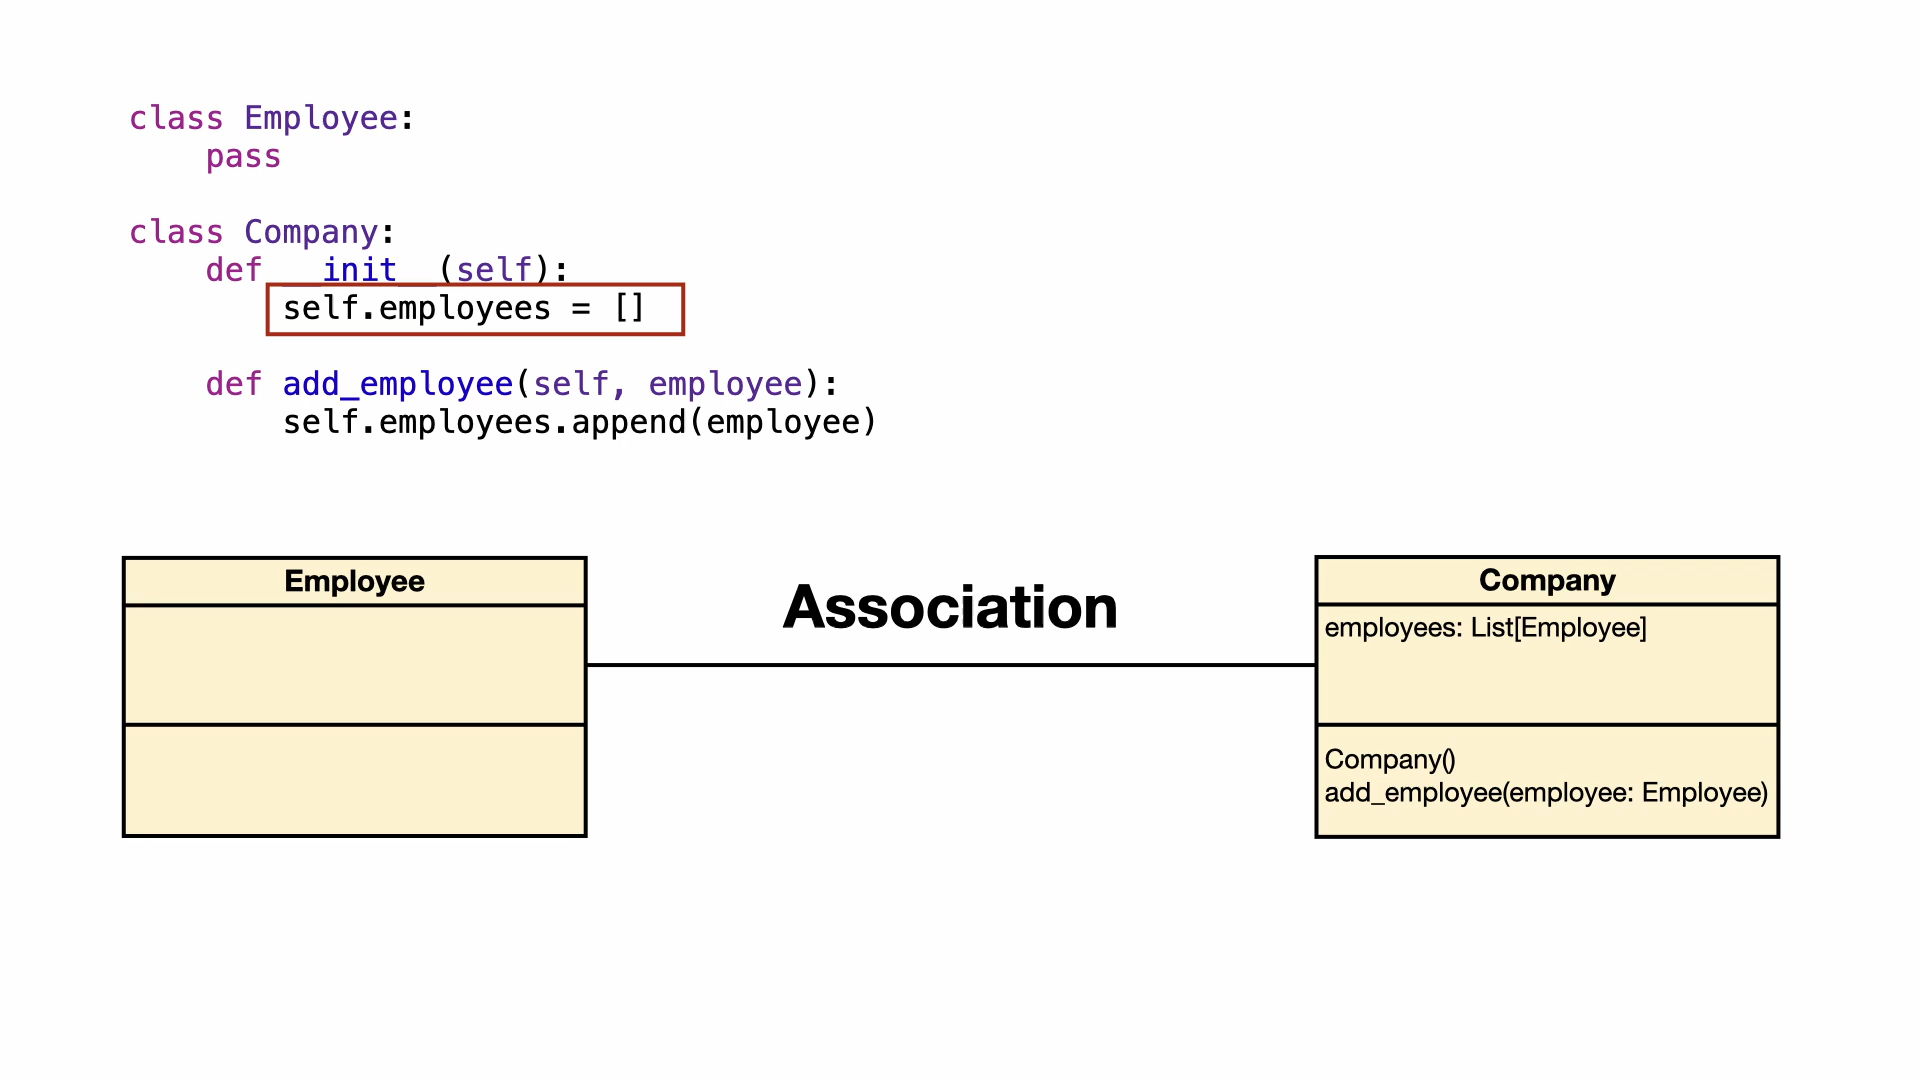 class Employee:
    pass
class Company:
    def __init__(self):
        self.employees = []
    def add_employee(self, employee):
        self.employees.append(employee)
Employee
Association
Company
employees: List[Employee]
Company()
add_employee(employee: Employee)